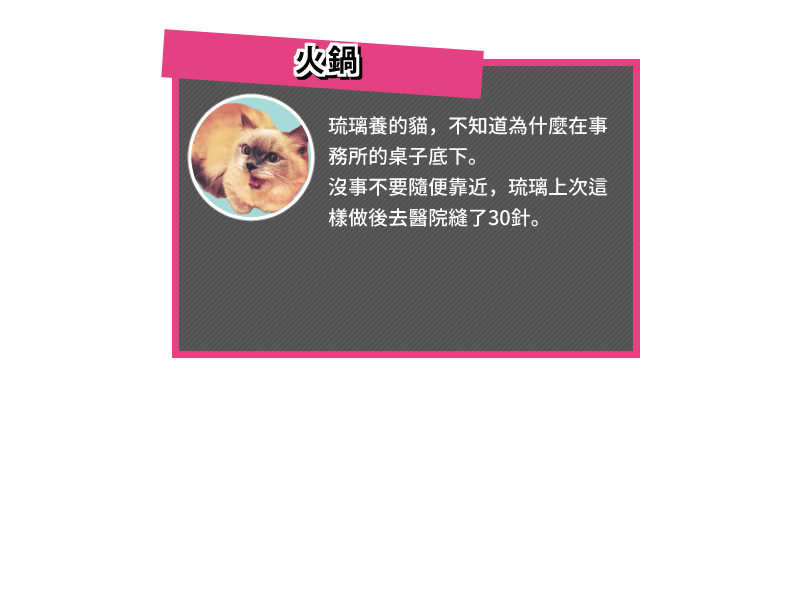 火鍋
琉璃養的貓，不知道為什麼在事
務所的桌子底下。
沒事不要隨便靠近，琉璃上次這
樣做後去醫院縫了30針。